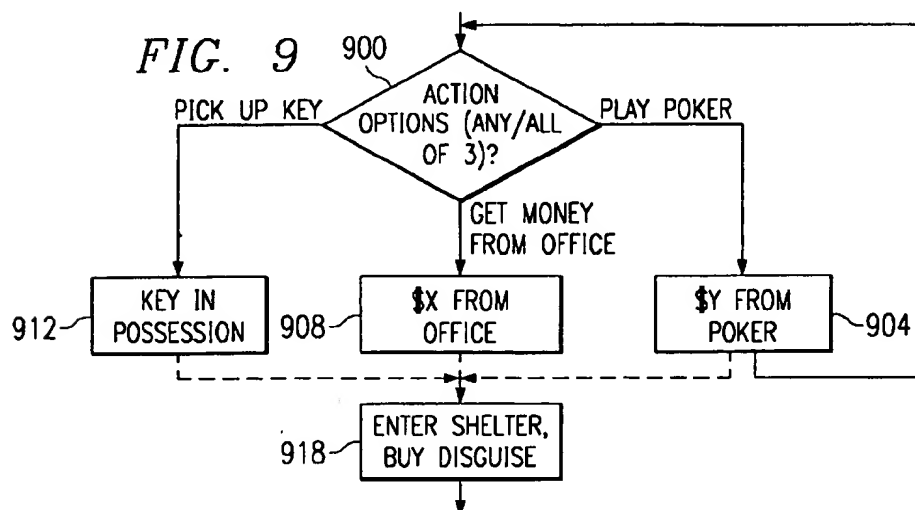 FIG. 9
900
ACTION
OPTIONS (ANY/ALL
OF 3)?
PICK UP KEY
PLAY POKER
GET MONEY
FROM OFFICE
KEY IN
POSSESSION
912
$X FROM
OFFICE
908
$Y FROM
POKER
904
ENTER SHELTER,
BUY DISGUISE
918